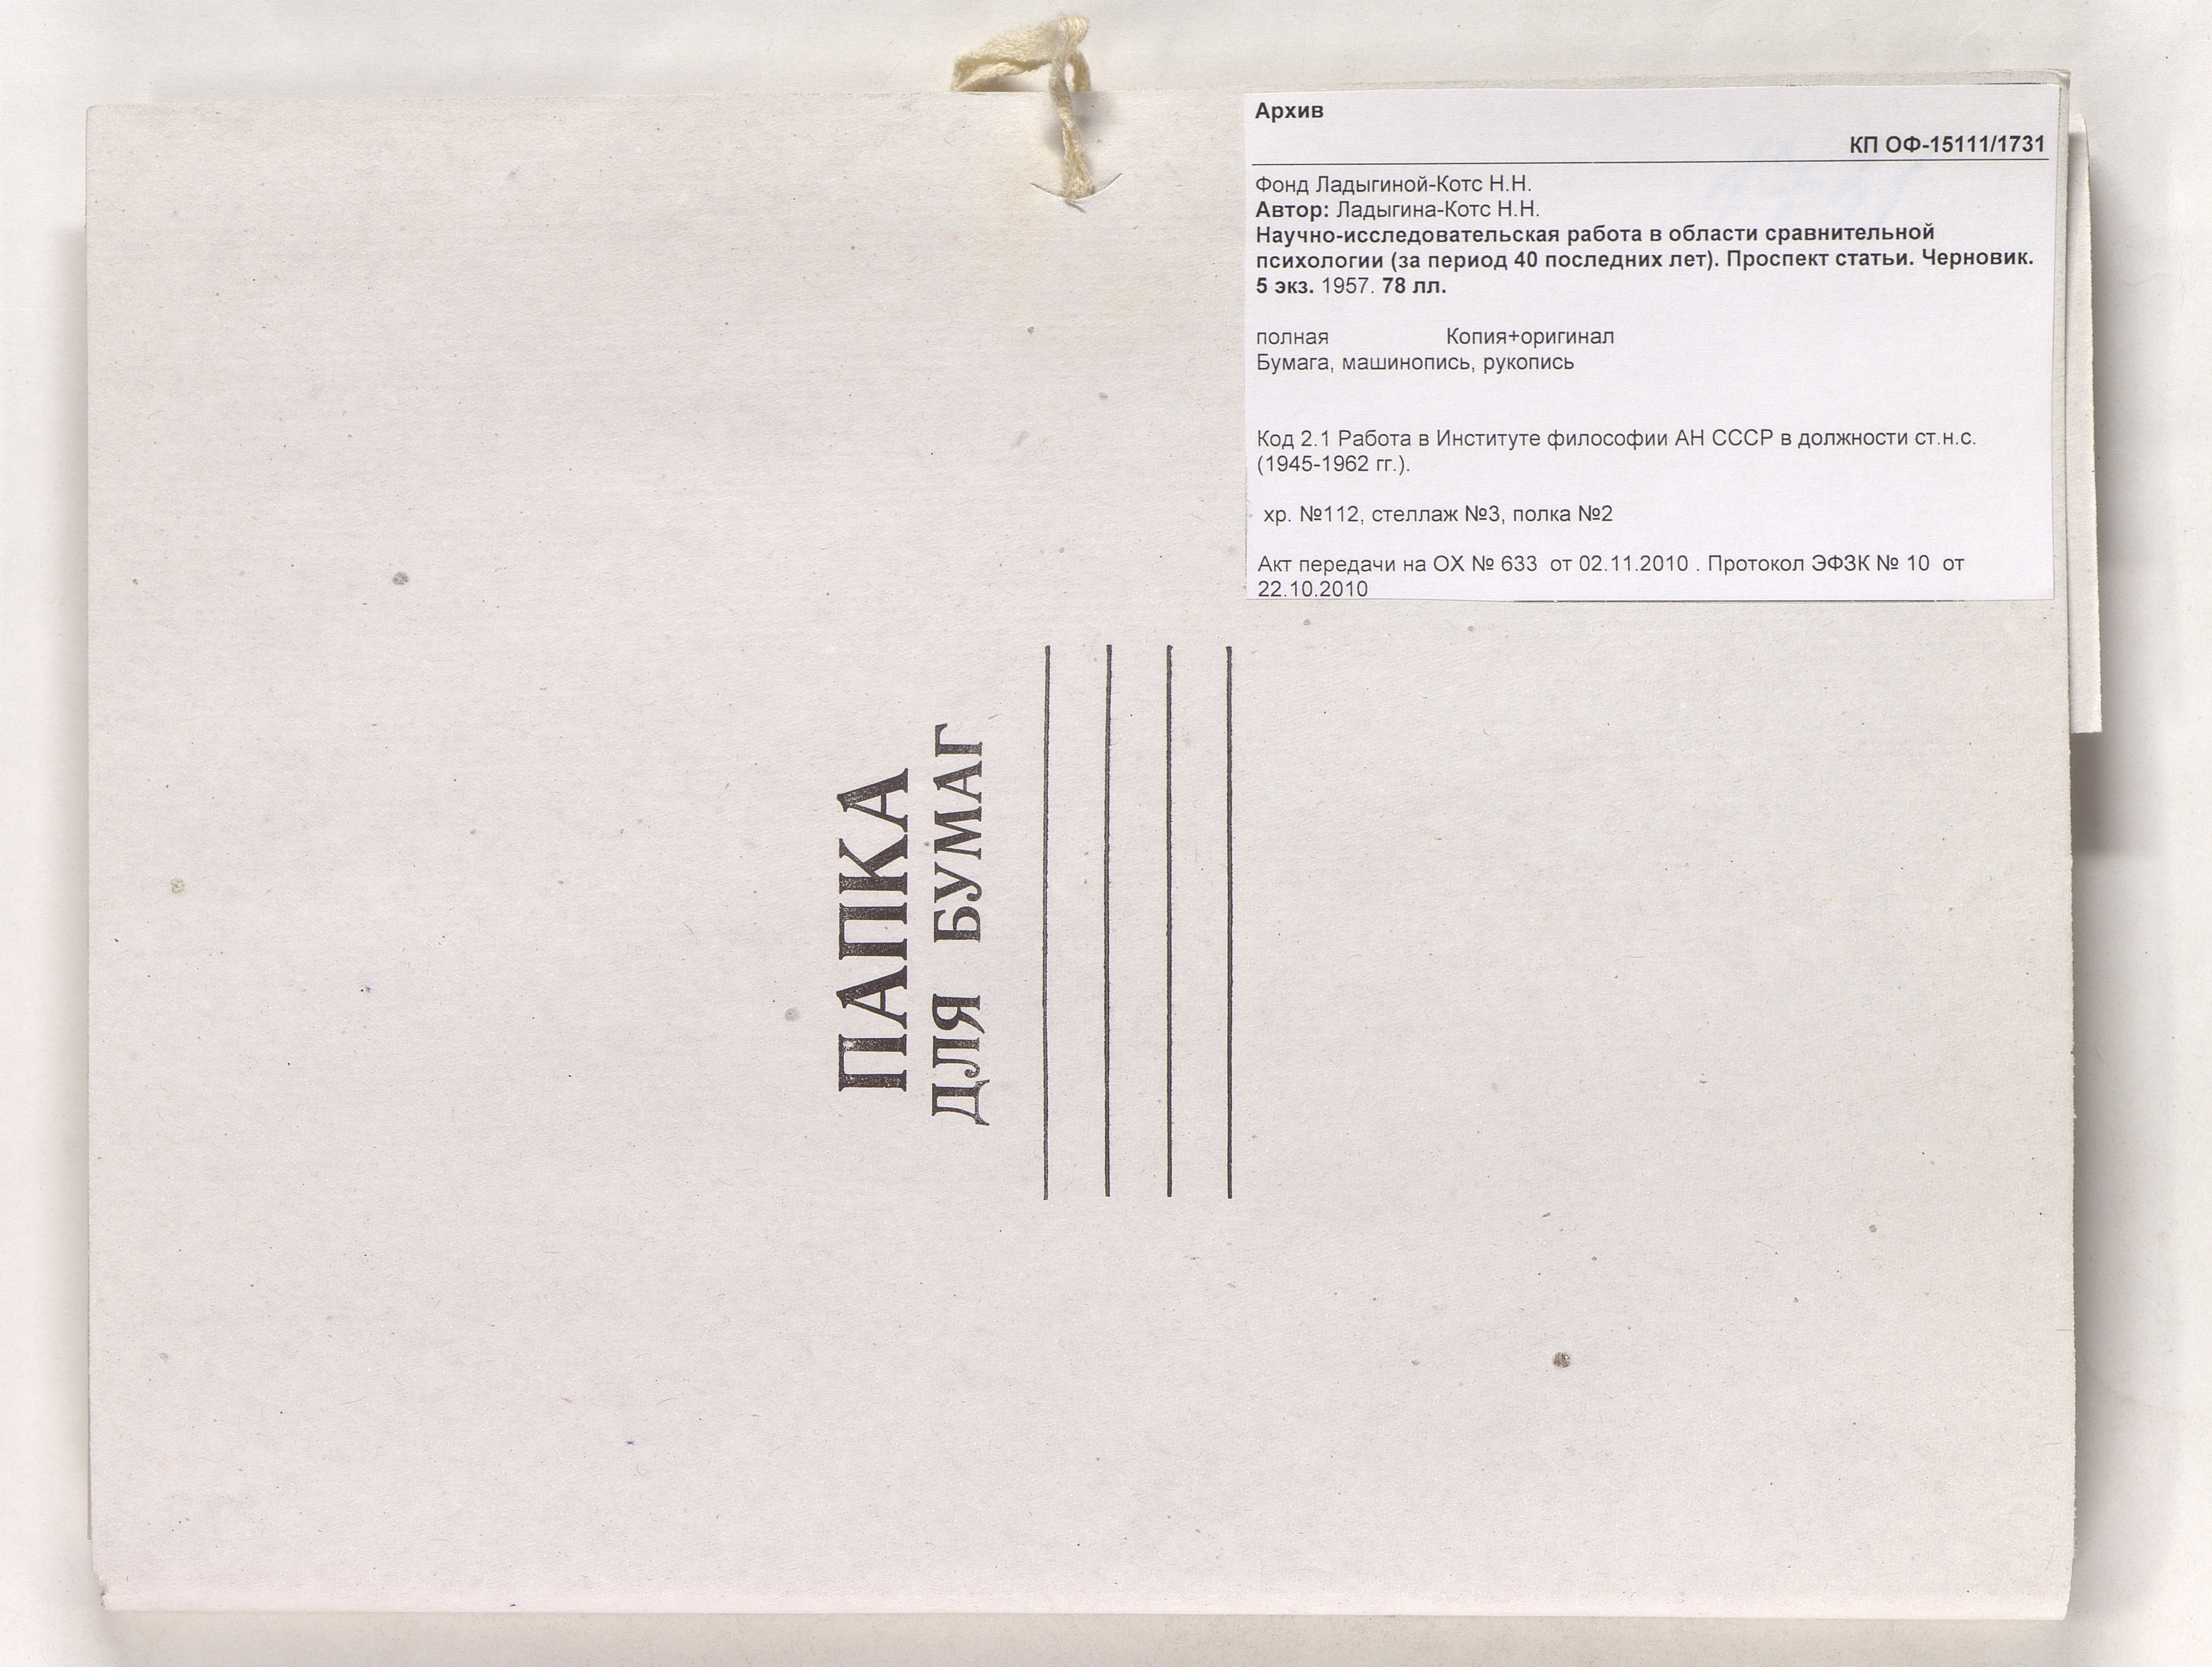 Архив
КП ОФ-15111/1731
Фонд Ладыгиной-Котс Н.Н.
Автор: Ладыгина-Котс Н.Н.
Научно-исследовательская работа в области сравнительной
психологии (за период 40 последних лет). Проспект статьи. Черновик.
5 экз. 1957. 78 лл.
полная Копия+оригинал
Бумага, машинопись, рукопись
Код 2.1 Работа в Институте философии АН СССР в должности ст.н.с.
(1945-1962 гг.).
хр. №112, стеллаж №3, полка №2
Акт передачи на ОХ № 633 от 02.11.2010 . Протокол ЭФЗК № 10 от
22.10.2010
ПАПКА
ДЛЯ БУМАГ